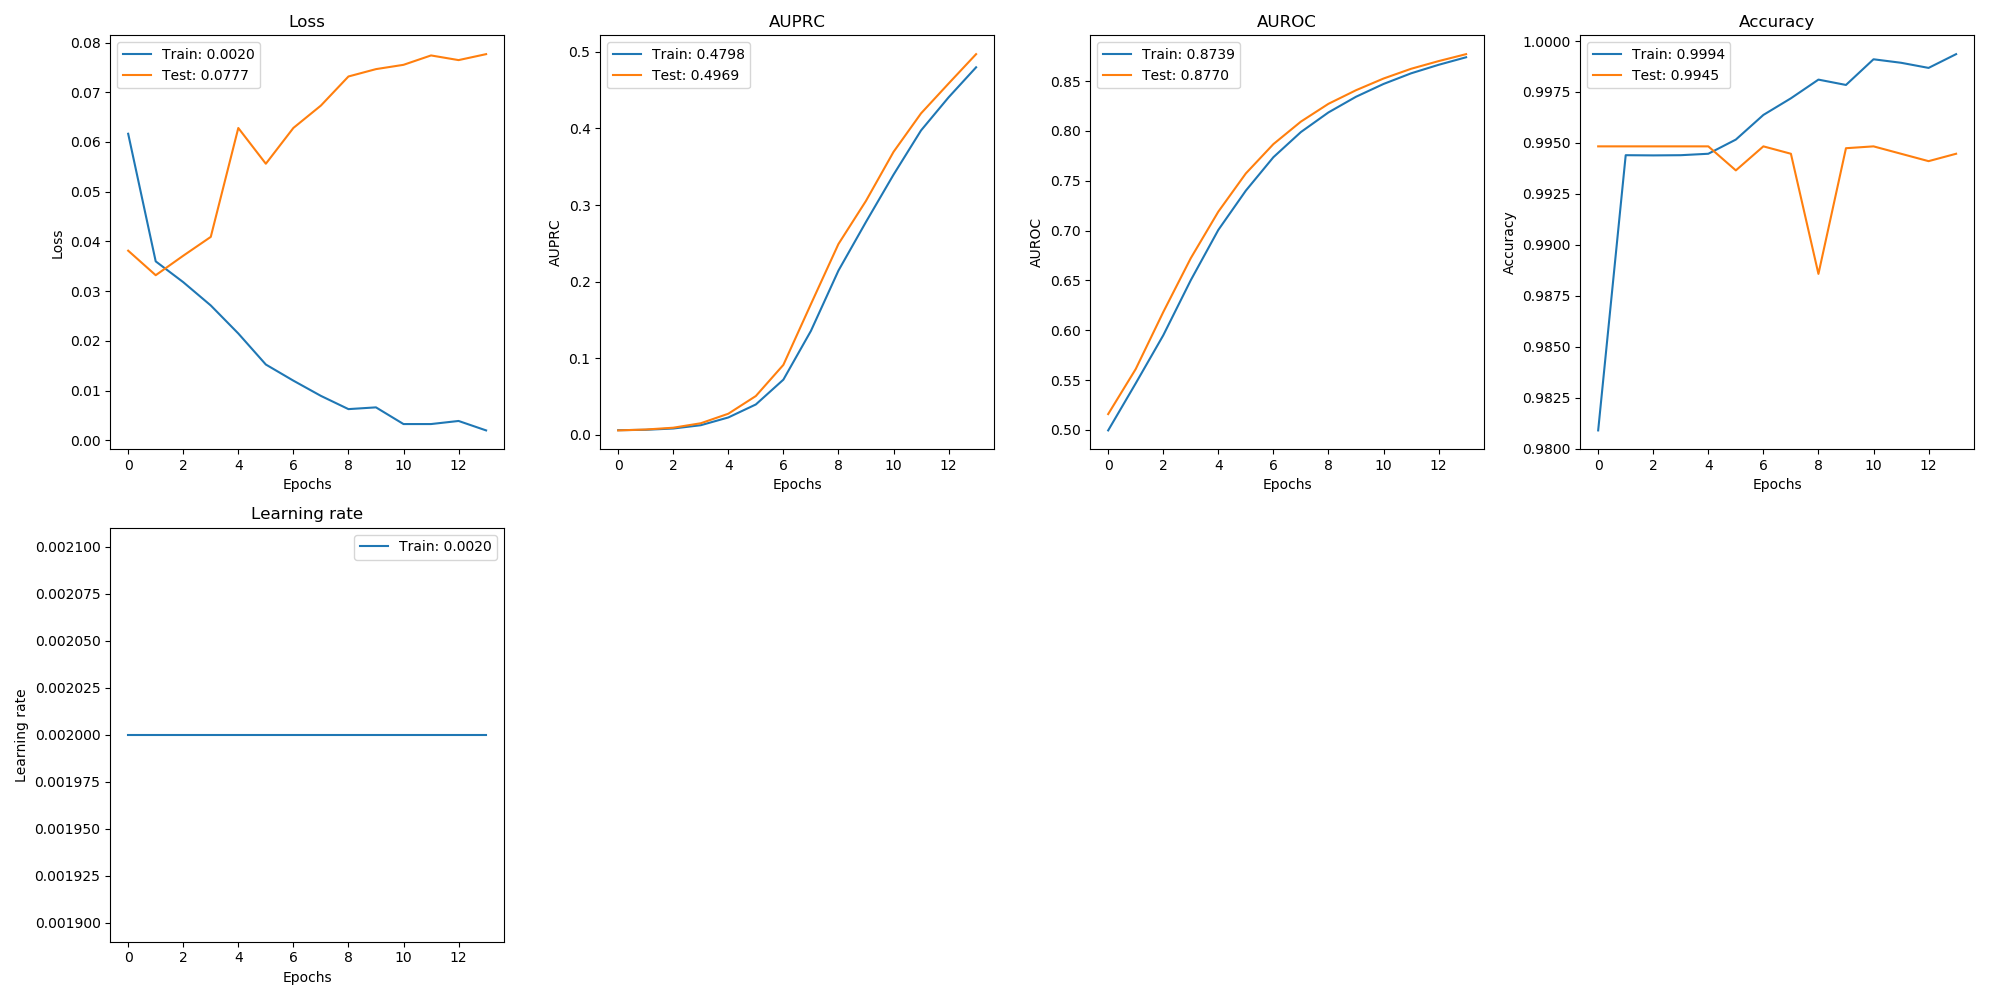 Loss
Train: 0.0020
Test: 0.0777
0.08
0.07
0.06
0.05
0.04
0.03
0.02
0.01
0.00
Loss
0 2 4 6 8 10 12
Epochs
AUPRC
Train: 0.4798
Test: 0.4969
0.5
0.4
0.3
0.2
0.1
0.0
AUPRC
0 2 4 6 8 10 12
Epochs
AUROC
Train: 0.8739
Test: 0.8770
0.85
0.80
0.75
0.70
0.65
0.60
0.55
0.50
AUROC
0 2 4 6 8 10 12
Epochs
Accuracy
Train: 0.9994
Test: 0.9945
1.0000
0.9975
0.9950
0.9925
0.9900
0.9875
0.9850
0.9825
0.9800
Accuracy
0 2 4 6 8 10 12
Epochs
Learning rate
Train: 0.0020
0.002100
0.002075
0.002050
0.002025
0.002000
0.001975
0.001950
0.001925
0.001900
Learning rate
0 2 4 6 8 10 12
Epochs